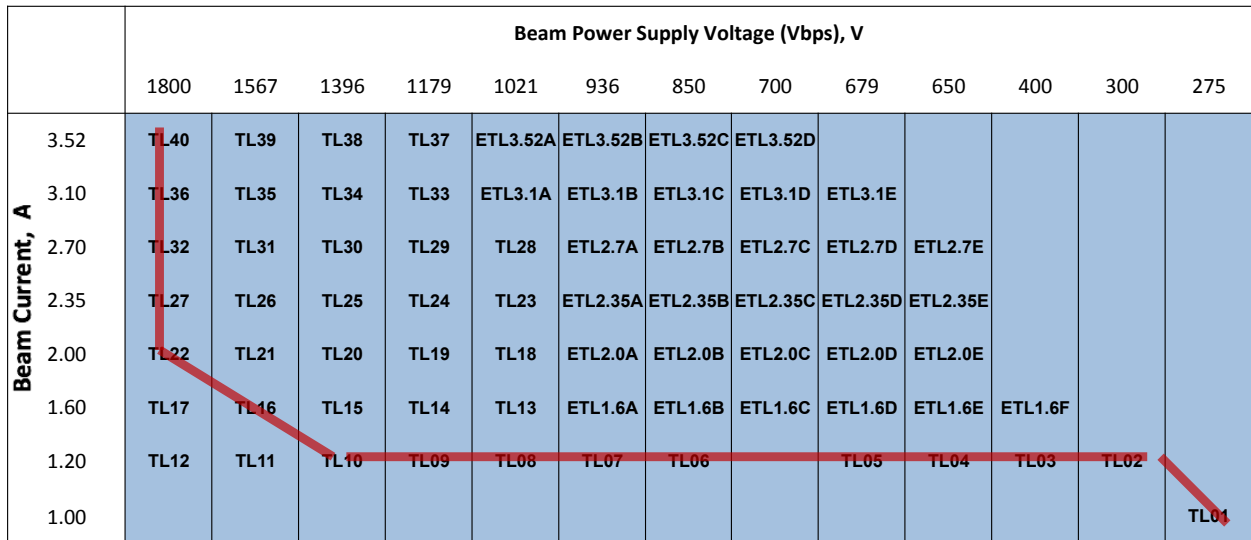 Beam Power Supply Voltage (Vbps), V
1800 1567 1396 1179 1021 936 850 700 679 650 400 300 275
Beam Current, A
3.52 TL40 TL39 TL38 TL37 ETL3.52A ETL3.52B ETL3.52C ETL3.52D
3.10 TL36 TL35 TL34 TL33 ETL3.1A ETL3.1B ETL3.1C ETL3.1D ETL3.1E
2.70 TL32 TL31 TL30 TL29 TL28 ETL2.7A ETL2.7B ETL2.7C ETL2.7D ETL2.7E
2.35 TL27 TL26 TL25 TL24 TL23 ETL2.35A ETL2.35B ETL2.35C ETL2.35D ETL2.35E
2.00 TL22 TL21 TL20 TL19 TL18 ETL2.0A ETL2.0B ETL2.0C ETL2.0D ETL2.0E
1.60 TL17 TL16 TL15 TL14 TL13 ETL1.6A ETL1.6B ETL1.6C ETL1.6D ETL1.6E ETL1.6F
1.20 TL12 TL11 TL10 TL09 TL08 TL07 TL06 TL05 TL04 TL03 TL02
1.00 TL01